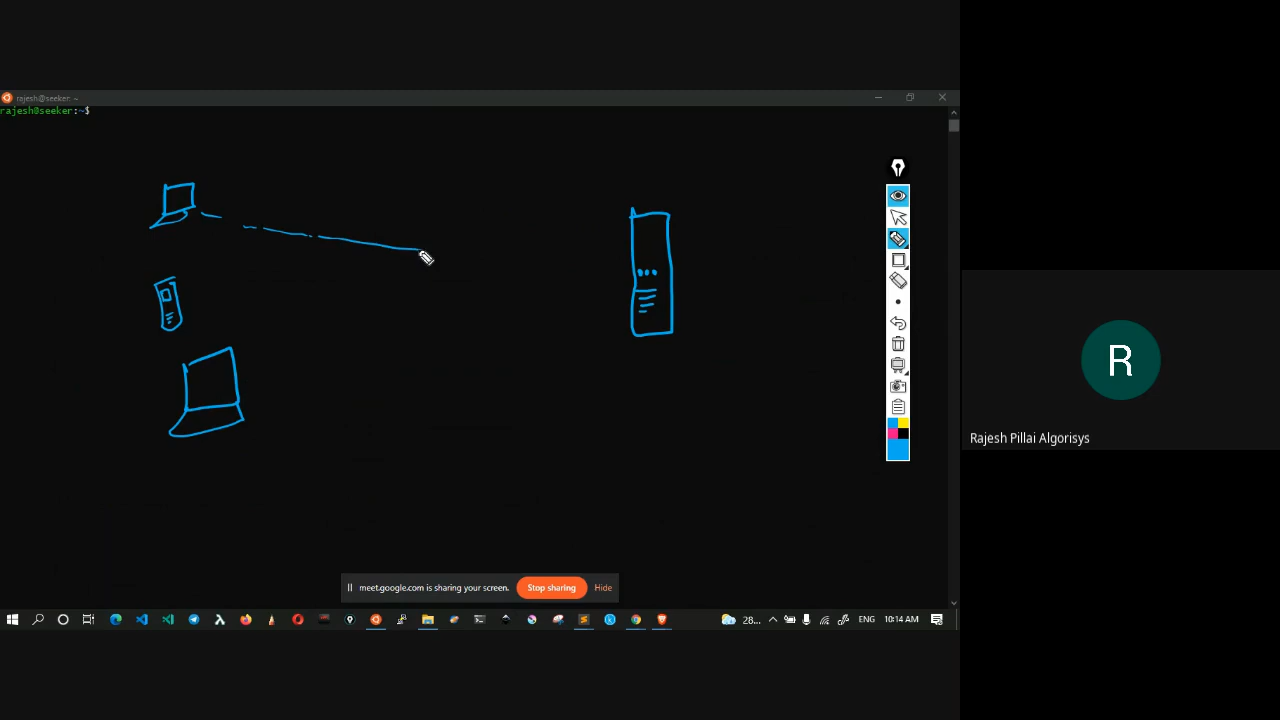 rajesh@seeker: ~
rajesh@seeker:~$
R
Rajesh Pillai Algorisys
meet.google.com is sharing your screen.
Stop sharing
Hide
28...
ENG
10:14 AM